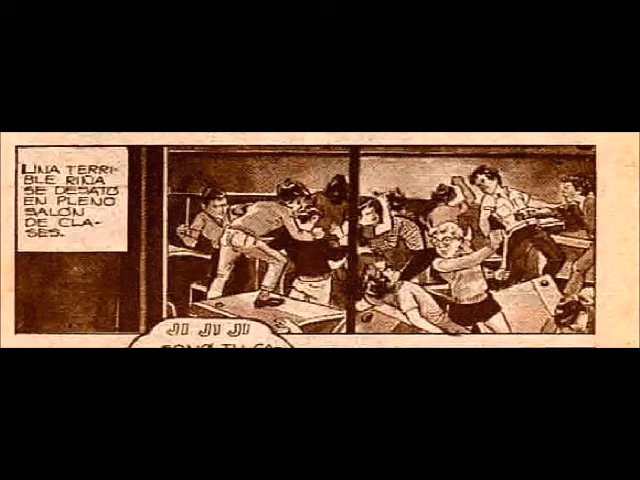 UNA TERRI-
BLE RIÑA
SE DESATÓ
EN PLENO
SALÓN
DE CLA-
SES.
JI JI JI